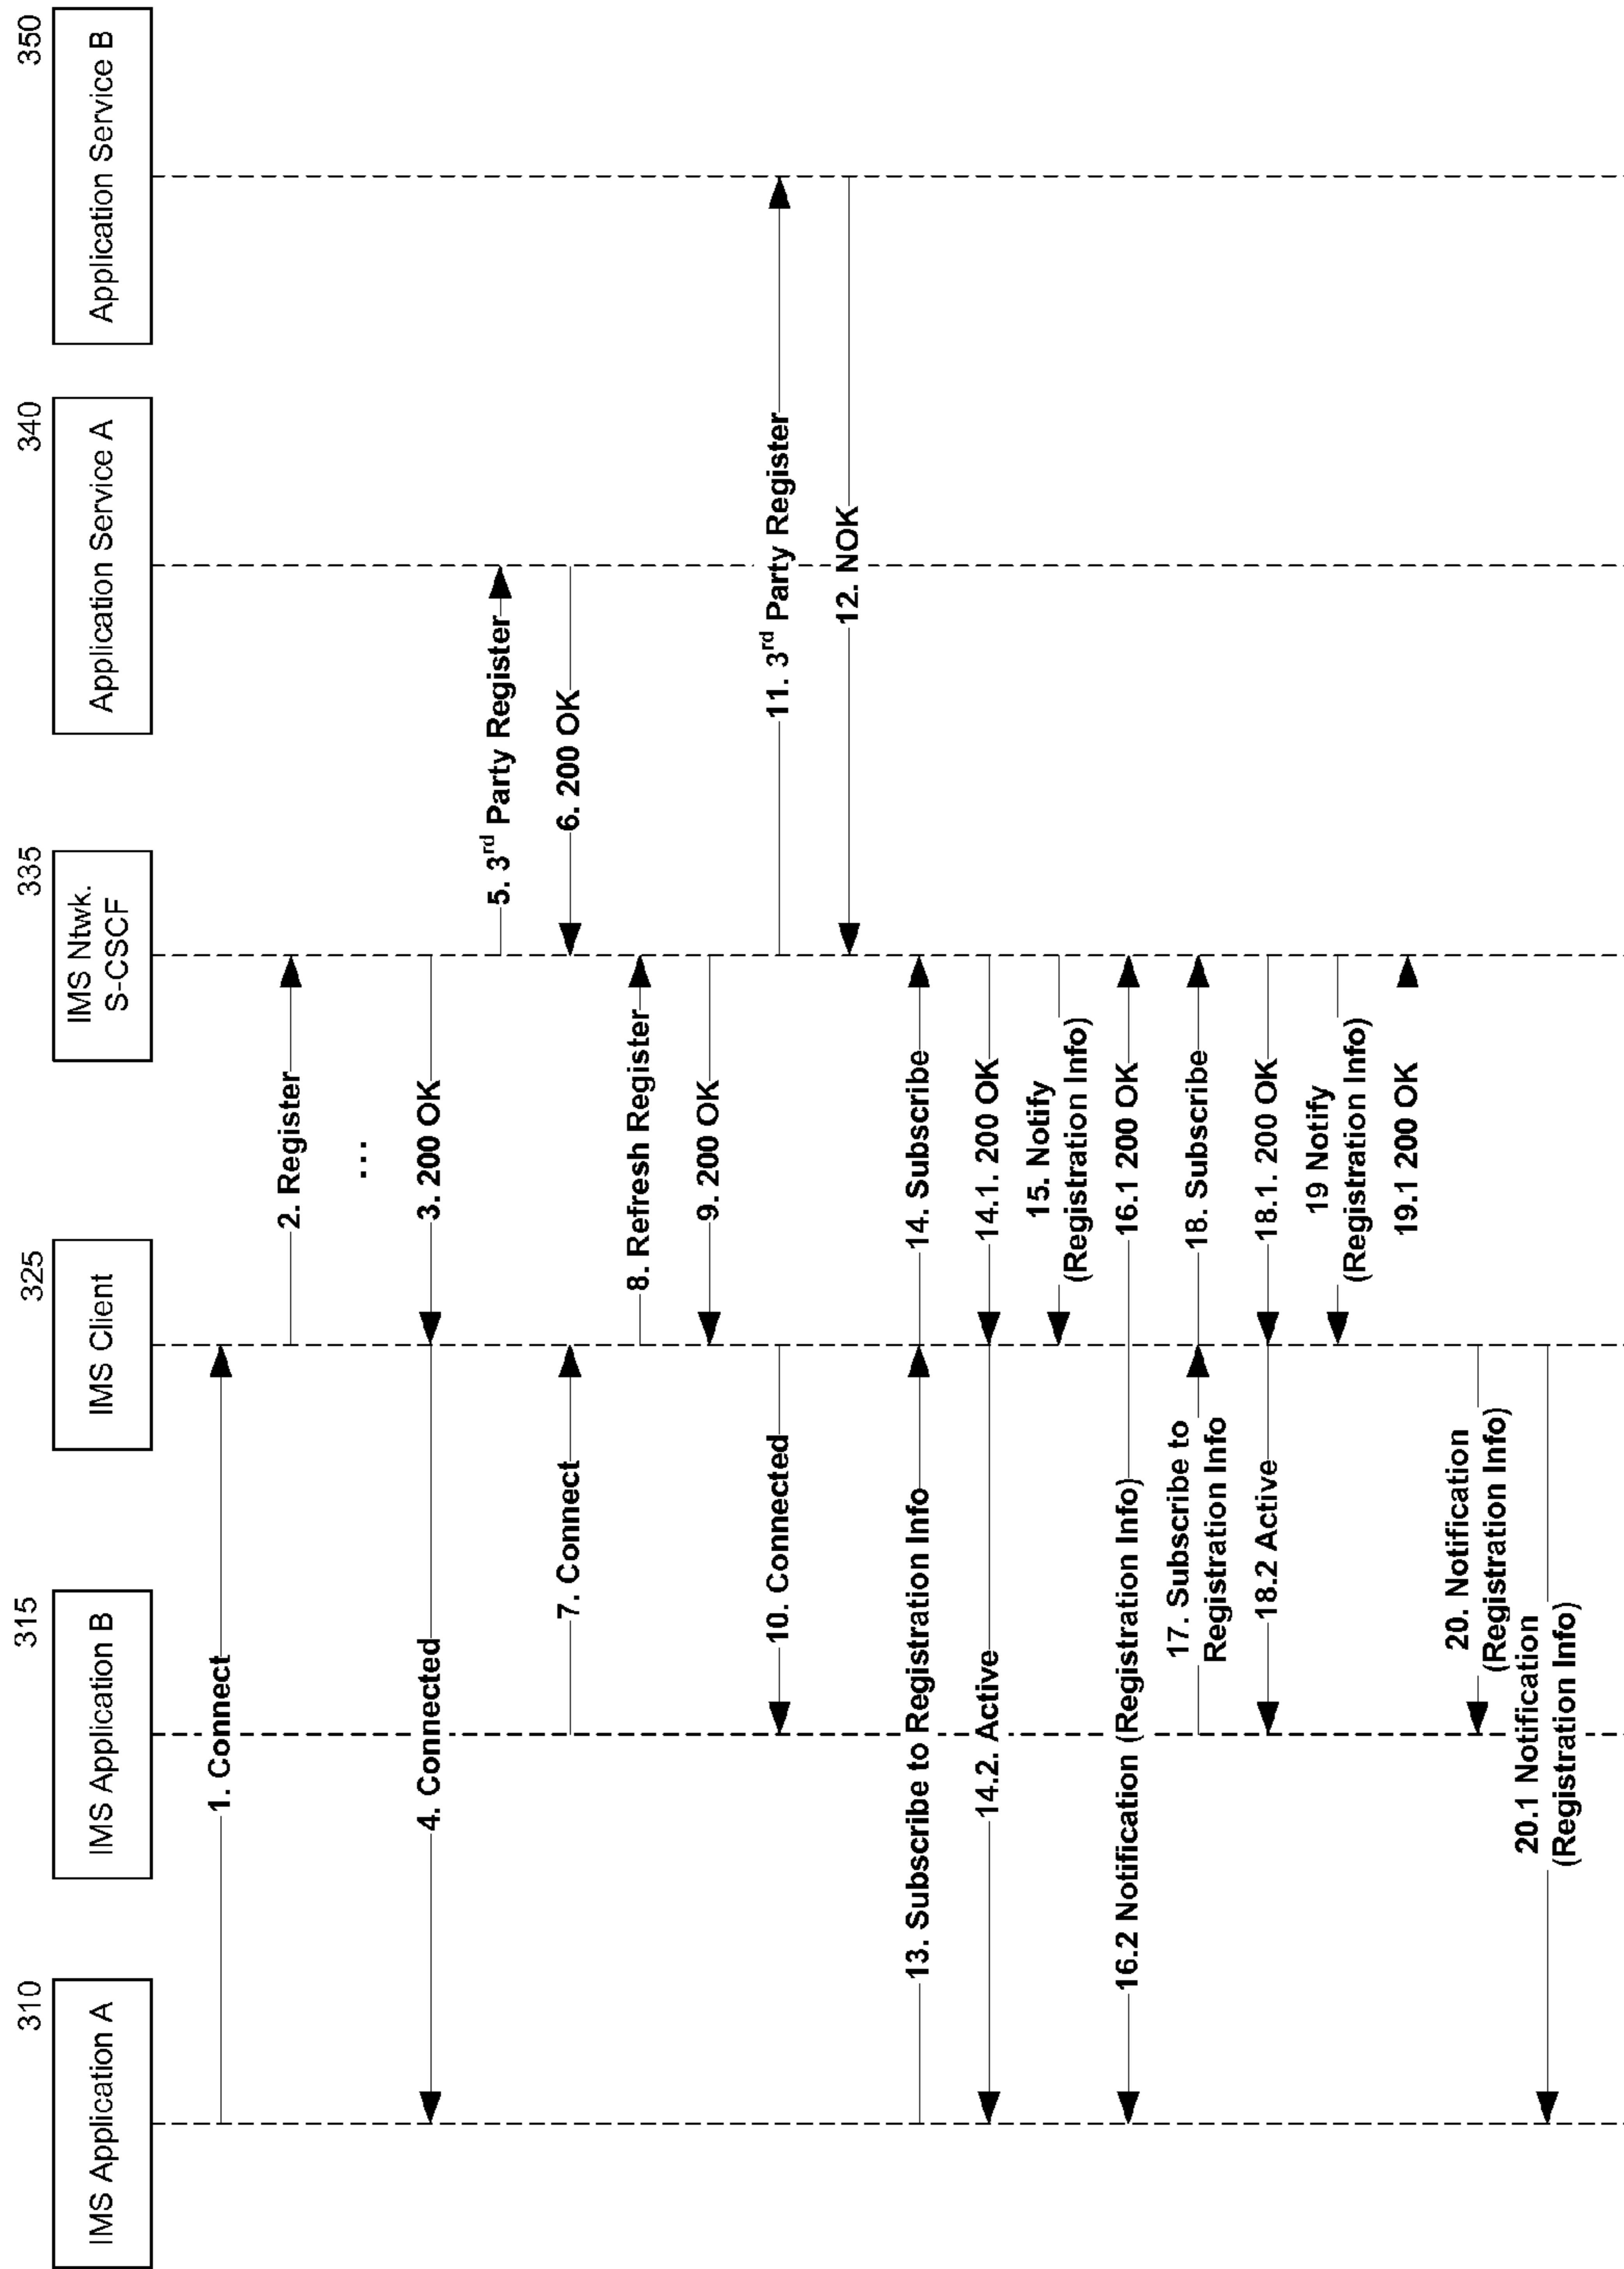 310
315
325
335
340
350
IMS Application A
IMS Application B
IMS Client
IMS Ntwk.
S-CSCF
Application Service A
Application Service B
1. Connect
2. Register
...
3. 200 OK
4. Connected
5. 3rd Party Register
6. 200 OK
7. Connect
8. Refresh Register
9. 200 OK
10. Connected
11. 3rd Party Register
12. NOK
13. Subscribe to Registration Info
14. Subscribe
14.1. 200 OK
14.2. Active
15. Notify
(Registration Info)
16.1 200 OK
16.2 Notification (Registration Info)
17. Subscribe to
Registration Info
18. Subscribe
18.1. 200 OK
18.2 Active
19 Notify
(Registration Info)
19.1 200 OK
20. Notification
(Registration Info)
20.1 Notification
(Registration Info)